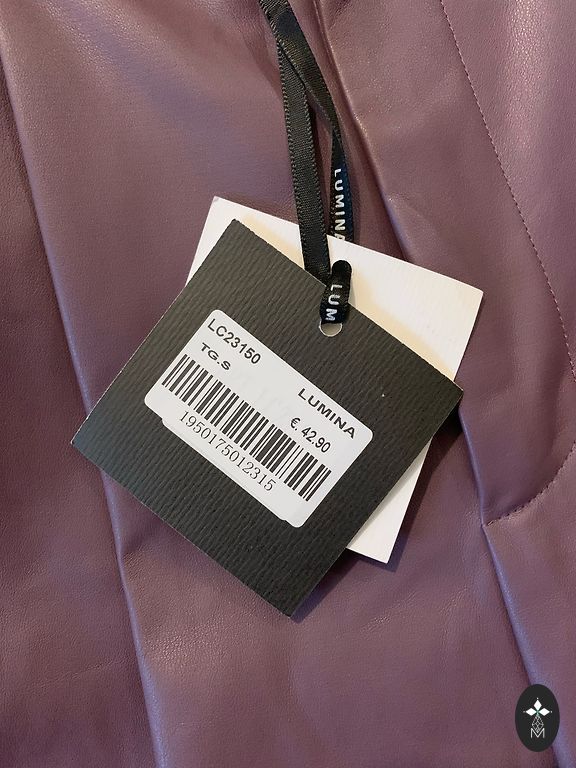 LUMINA
LUM
LC23150
TG.S
LUMINA
€. 42.90
1950175012315
M